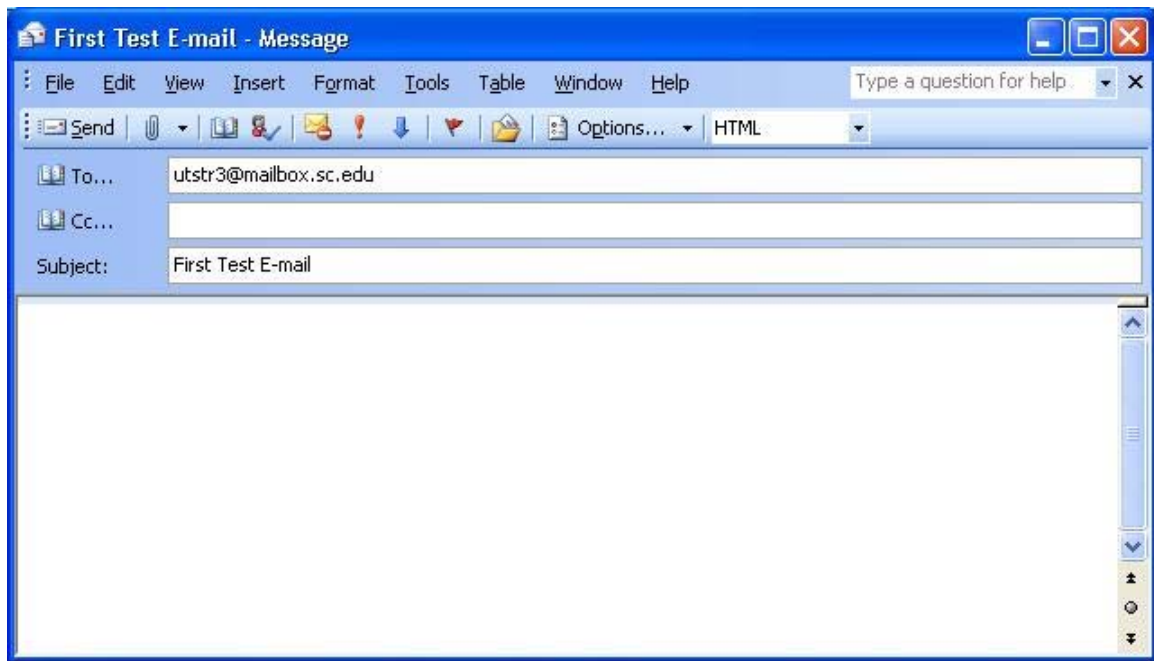 First Test E-mail - Message
File Edit View Insert Format Tools Table Window Help Type a question for help
Send Options... HTML
To... utstr3@mailbox.sc.edu
Cc...
Subject: First Test E-mail